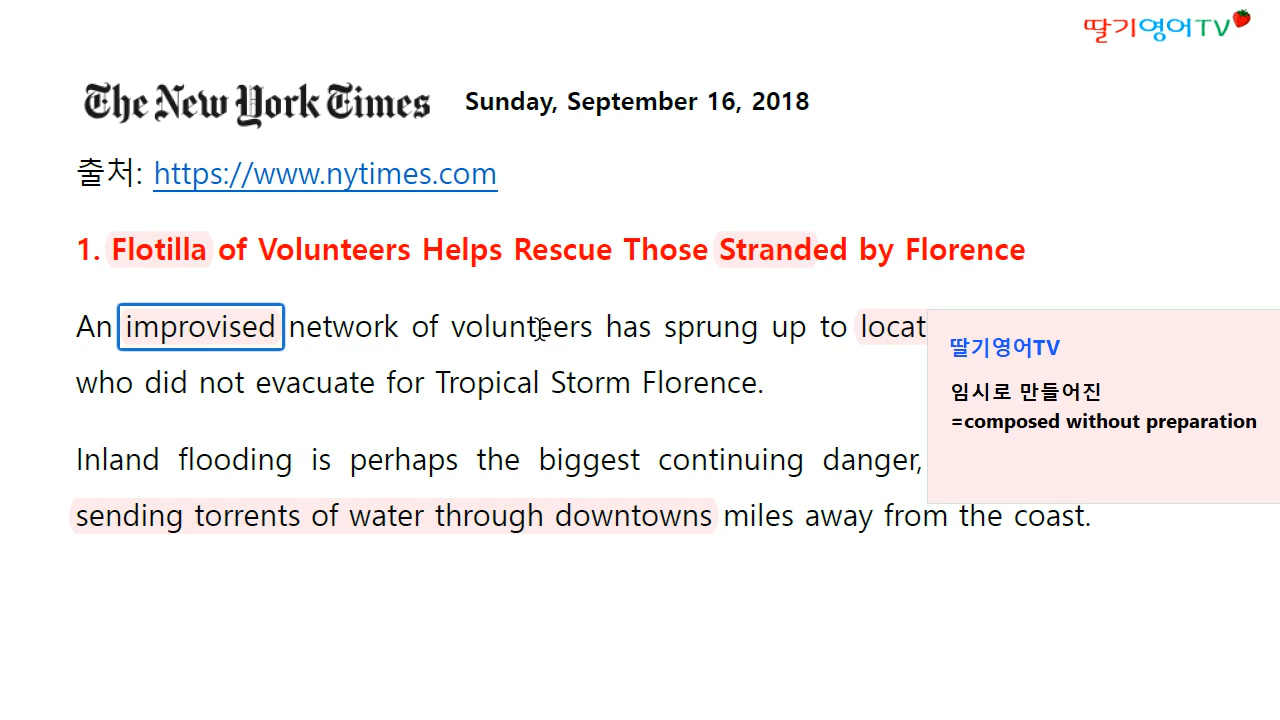 딸기영어TV
The New York Times Sunday, September 16, 2018
출처: https://www.nytimes.com
1. Flotilla of Volunteers Helps Rescue Those Stranded by Florence
An improvised network of volunteers has sprung up to locat
딸기영어TV
임시로 만들어진
=composed without preparation
who did not evacuate for Tropical Storm Florence.
Inland flooding is perhaps the biggest continuing danger,
sending torrents of water through downtowns miles away from the coast.